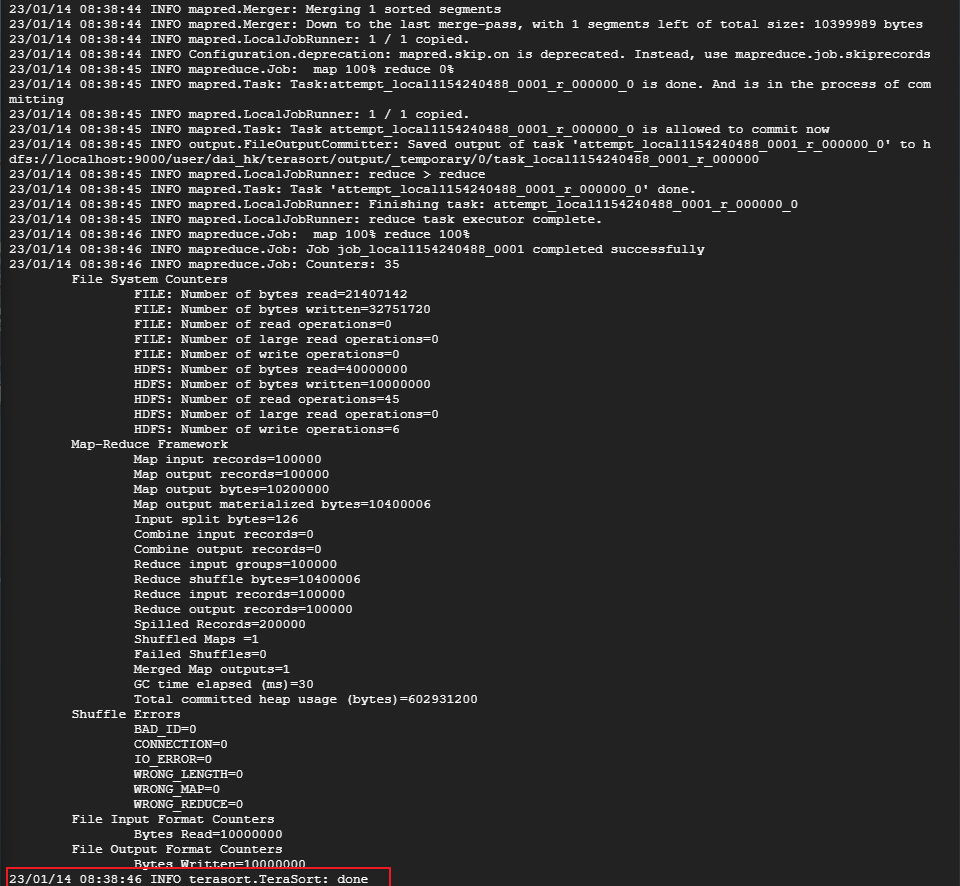 23/01/14 08:38:44 INFO mapred.Merger: Merging 1 sorted segments
23/01/14 08:38:44 INFO mapred.Merger: Down to the last merge-pass, with 1 segments left of total size: 10399989 bytes
23/01/14 08:38:44 INFO mapred.LocalJobRunner: 1 / 1 copied.
23/01/14 08:38:44 INFO Configuration.deprecation: mapred.skip.on is deprecated. Instead, use mapreduce.job.skiprecords
23/01/14 08:38:45 INFO mapreduce.Job:  map 100% reduce 0%
23/01/14 08:38:45 INFO mapred.Task: Task:attempt_local1154240488_0001_r_000000_0 is done. And is in the process of com
mitting
23/01/14 08:38:45 INFO mapred.LocalJobRunner: 1 / 1 copied.
23/01/14 08:38:45 INFO mapred.Task: Task attempt_local1154240488_0001_r_000000_0 is allowed to commit now
23/01/14 08:38:45 INFO output.FileOutputCommitter: Saved output of task 'attempt_local1154240488_0001_r_000000_0' to h
dfs://localhost:9000/user/dai_hk/terasort/output/_temporary/0/task_local1154240488_0001_r_000000
23/01/14 08:38:45 INFO mapred.LocalJobRunner: reduce > reduce
23/01/14 08:38:45 INFO mapred.Task: Task 'attempt_local1154240488_0001_r_000000_0' done.
23/01/14 08:38:45 INFO mapred.LocalJobRunner: Finishing task: attempt_local1154240488_0001_r_000000_0
23/01/14 08:38:45 INFO mapred.LocalJobRunner: reduce task executor complete.
23/01/14 08:38:46 INFO mapreduce.Job:  map 100% reduce 100%
23/01/14 08:38:46 INFO mapreduce.Job: Job job_local1154240488_0001 completed successfully
23/01/14 08:38:46 INFO mapreduce.Job: Counters: 35
File System Counters
FILE: Number of bytes read=21407142
FILE: Number of bytes written=32751720
FILE: Number of read operations=0
FILE: Number of large read operations=0
FILE: Number of write operations=0
HDFS: Number of bytes read=40000000
HDFS: Number of bytes written=10000000
HDFS: Number of read operations=45
HDFS: Number of large read operations=0
HDFS: Number of write operations=6
Map-Reduce Framework
Map input records=100000
Map output records=100000
Map output bytes=10200000
Map output materialized bytes=10400006
Input split bytes=126
Combine input records=0
Combine output records=0
Reduce input groups=100000
Reduce shuffle bytes=10400006
Reduce input records=100000
Reduce output records=100000
Spilled Records=200000
Shuffled Maps =1
Failed Shuffles=0
Merged Map outputs=1
GC time elapsed (ms)=30
Total committed heap usage (bytes)=602931200
Shuffle Errors
BAD_ID=0
CONNECTION=0
IO_ERROR=0
WRONG_LENGTH=0
WRONG_MAP=0
WRONG_REDUCE=0
File Input Format Counters
Bytes Read=10000000
File Output Format Counters
Bytes Written=10000000
23/01/14 08:38:46 INFO terasort.TeraSort: done